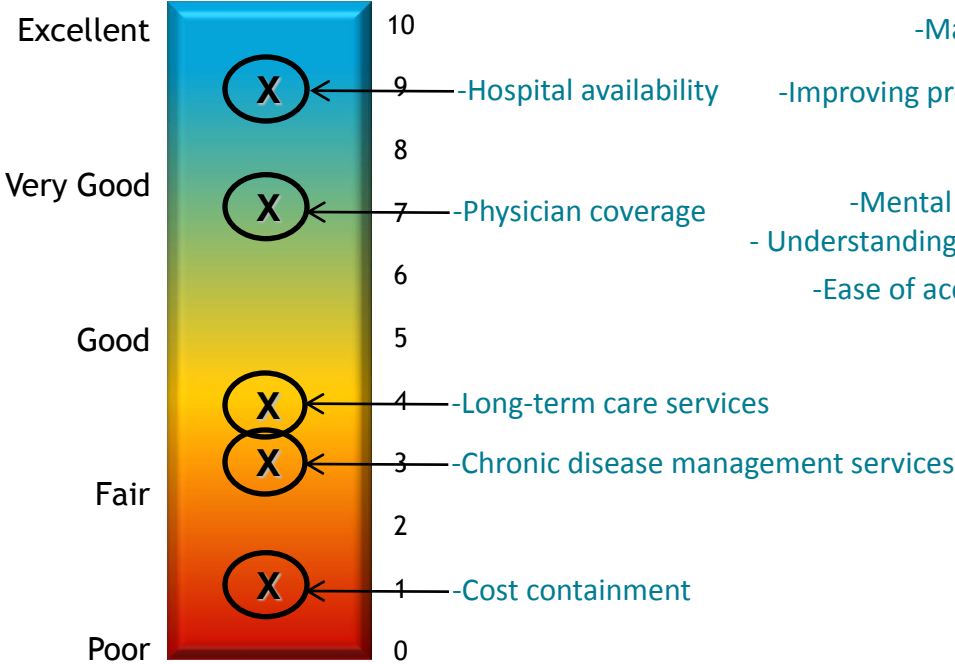 Excellent
10
-Ma
X
9
-Hospital availability
-Improving pr
8
Very Good
X
7
-Physician coverage
-Mental
- Understanding
6
-Ease of acc
Good
5
X
4
-Long-term care services
X
3
-Chronic disease management services
Fair
2
X
1
-Cost containment
Poor
0